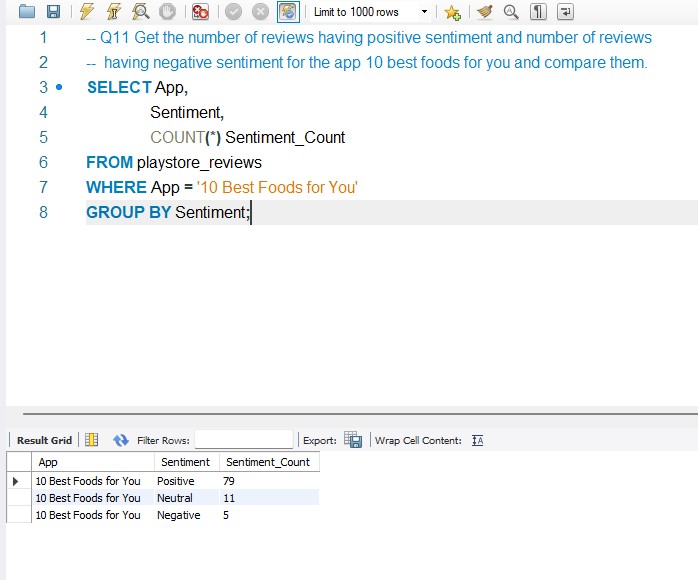 Limit to 1000 rows
1 -- Q11 Get the number of reviews having positive sentiment and number of reviews
2 -- having negative sentiment for the app 10 best foods for you and compare them.
3 SELECT App,
4 Sentiment,
5 COUNT(*) Sentiment_Count
6 FROM playstore_reviews
7 WHERE App = '10 Best Foods for You'
8 GROUP BY Sentiment;
Result Grid Filter Rows: Export: Wrap Cell Content: IA
App Sentiment Sentiment_Count
10 Best Foods for You Positive 79
10 Best Foods for You Neutral 11
10 Best Foods for You Negative 5